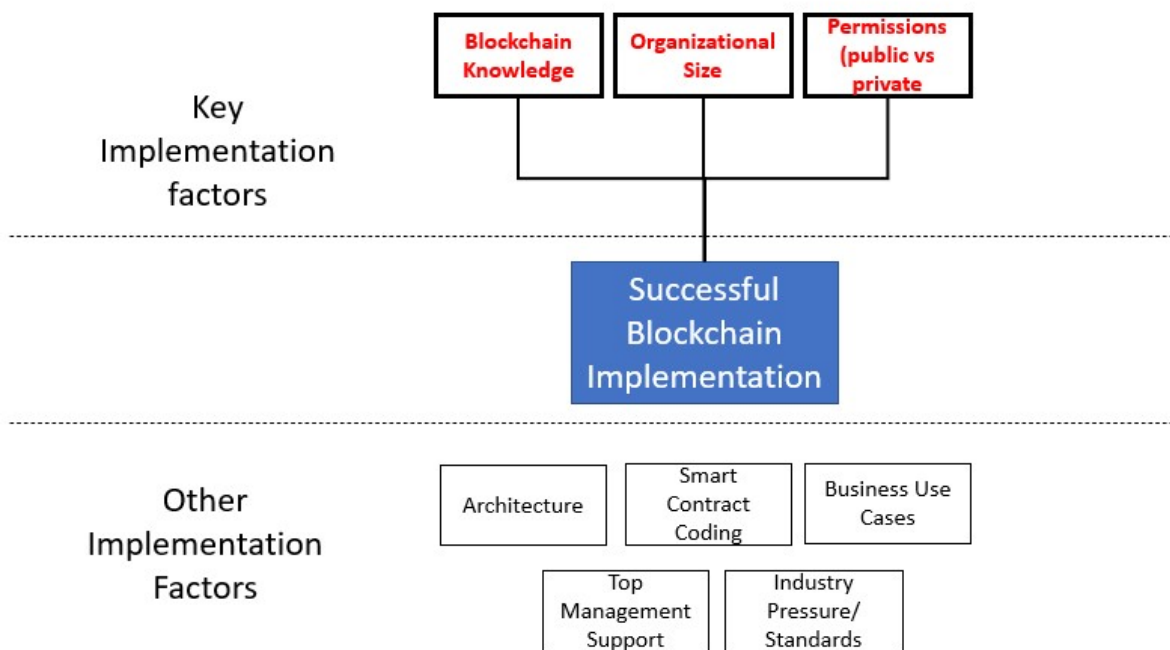 Blockchain
Knowledge
Organizational
Size
Permissions
(public vs
private
Key
Implementation
factors
Successful
Blockchain
Implementation
Other
Implementation
Factors
Architecture
Smart
Contract
Coding
Business Use
Cases
Top
Management
Support
Industry
Pressure/
Standards